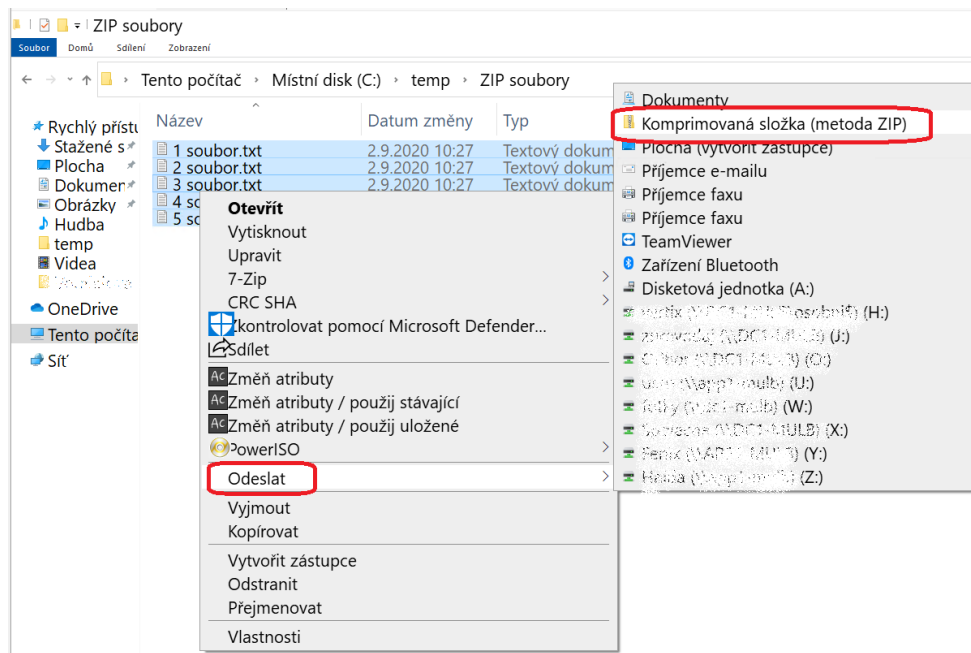 ZIP soubory
Soubor Domů Sdílení Zobrazení
Tento počítač › Místní disk (C:) › temp › ZIP soubory
Rychlý přístu
Stažené s
Plocha
Dokumen
Obrázky
Hudba
temp
Videa
OneDrive
Tento počíta
Síť
Název Datum změny Typ
1 soubor.txt 2.9.2020 10:27 Textový dokum
2 soubor.txt 2.9.2020 10:27 Textový dokum
3 soubor.txt 2.9.2020 10:27 Textový dokum
4 so
5 so
Otevřít
Vytisknout
Upravit
7-Zip
CRC SHA
Zkontrolovat pomocí Microsoft Defender...
Sdílet
Ac Změň atributy
Ac Změň atributy / použij stávající
Ac Změň atributy / použij uložené
PowerISO
Odeslat
Vyjmout
Kopírovat
Vytvořit zástupce
Odstranit
Přejmenovat
Vlastnosti
Dokumenty
Komprimovaná složka (metoda ZIP)
Plocha (vytvořit zástupce)
Příjemce e-mailu
Příjemce faxu
Příjemce faxu
TeamViewer
Zařízení Bluetooth
Disketová jednotka (A:)
(H:)
(J:)
(O:)
(U:)
(W:)
(X:)
(Y:)
(Z:)